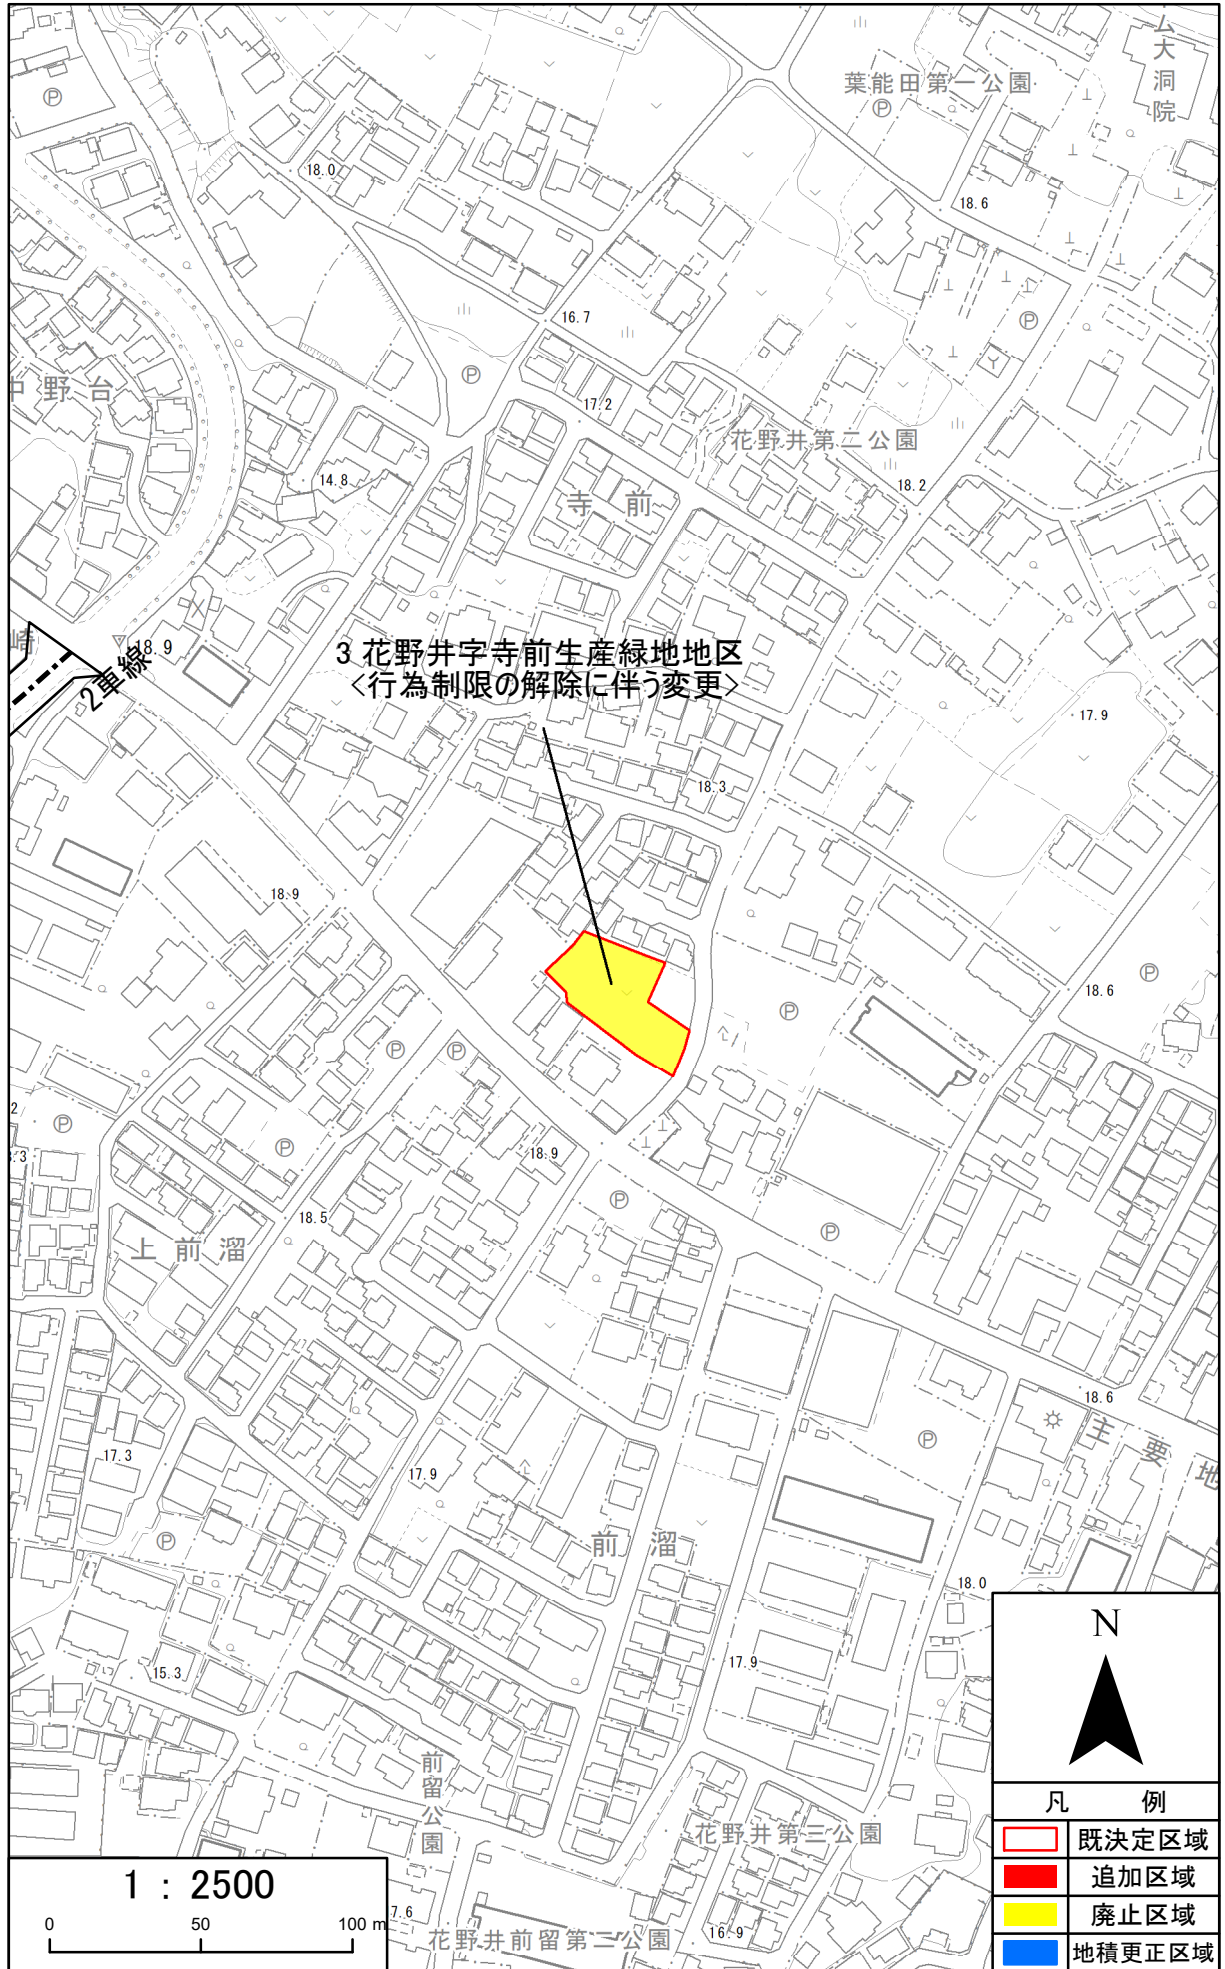 ム大洞院
葉能田第一公園
Ⓟ
Ⓟ
18.0
18.6
16.7
Ⓟ
Ⓟ
中野台
17.2
花野井第二公園
14.8
18.2
寺前
崎
18.9
2車線
3 花野井字寺前生産緑地地区
<行為制限の解除に伴う変更>
17.9
18.3
18.9
Ⓟ
18.6
Ⓟ
Ⓟ
Ⓟ
2
Ⓟ
Ⓟ
3.3
18.9
Ⓟ
18.5
Ⓟ
上前溜
18.6
主要地
Ⓟ
17.3
17.9
Ⓟ
前溜
18.0
N
15.3
17.9
前留公園
花野井第三公園
凡例
既決定区域
追加区域
廃止区域
地積更正区域
1 : 2500
0 50 100 m
7.6
花野井前留第二公園
16.9